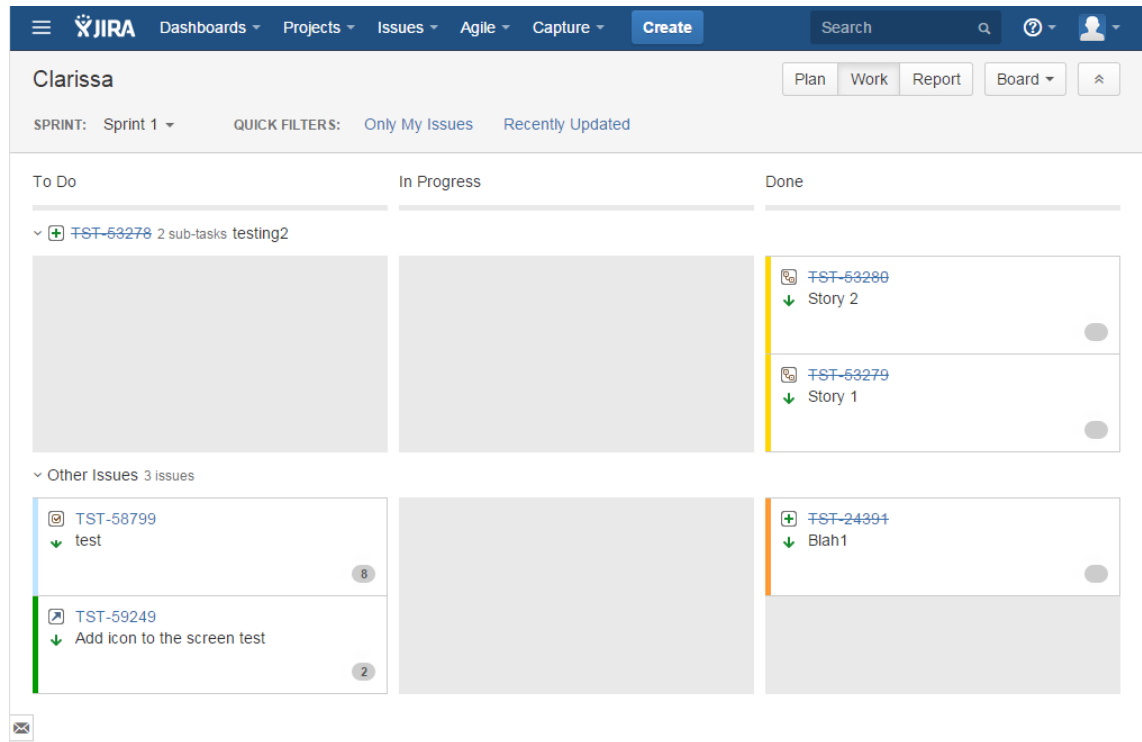 JIRA Dashboards Projects Issues Agile Capture Create Search
Clarissa Plan Work Report Board
SPRINT: Sprint 1 QUICK FILTERS: Only My Issues Recently Updated
To Do In Progress Done
TST-53278 2 sub-tasks testing2
TST-53280
Story 2
TST-53279
Story 1
Other Issues 3 issues
TST-58799
test
8
TST-59249
Add icon to the screen test
2
TST-24391
Blah1